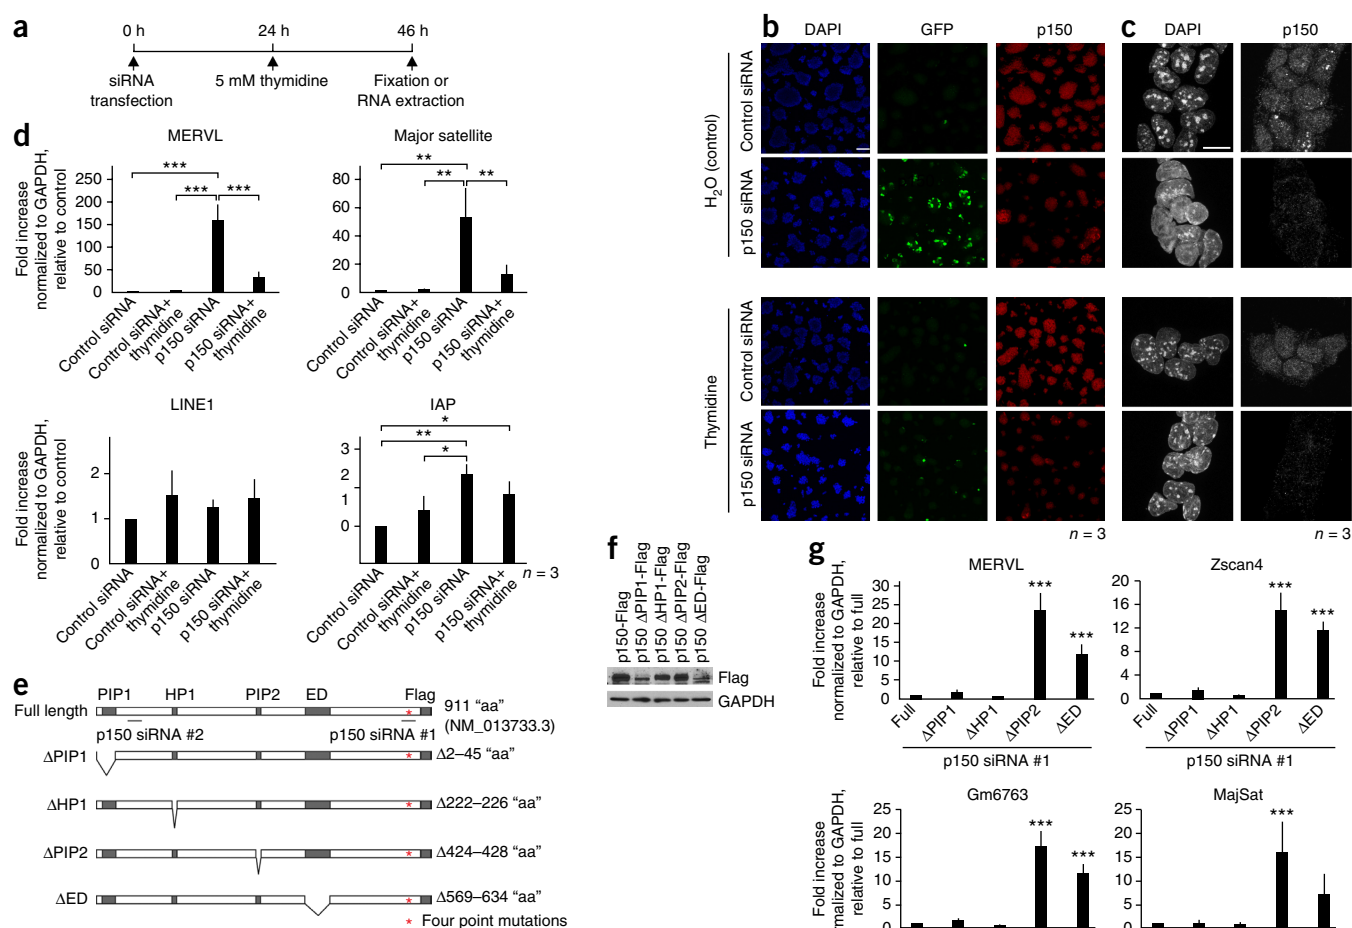 a
0 h
24 h
46 h
siRNA transfection
5 mM thymidine
Fixation or RNA extraction
b
DAPI
GFP
p150
H2O (control)
Control siRNA
p150 siRNA
Thymidine
Control siRNA
p150 siRNA
n = 3
c
DAPI
p150
n = 3
d
MERVL
Fold increase normalized to GAPDH, relative to control
250
200
150
100
50
0
***
***
***
Control siRNA
Control siRNA+ thymidine
p150 siRNA
p150 siRNA+ thymidine
Major satellite
80
60
40
20
0
**
**
**
Control siRNA
Control siRNA+ thymidine
p150 siRNA
p150 siRNA+ thymidine
LINE1
Fold increase normalized to GAPDH, relative to control
2
1
0
Control siRNA
Control siRNA+ thymidine
p150 siRNA
p150 siRNA+ thymidine
IAP
3
2
1
0
*
**
*
n = 3
Control siRNA
Control siRNA+ thymidine
p150 siRNA
p150 siRNA+ thymidine
e
PIP1
HP1
PIP2
ED
Flag
Full length
*
911 "aa"
(NM_013733.3)
p150 siRNA #2
p150 siRNA #1
ΔPIP1
*
Δ2–45 "aa"
ΔHP1
*
Δ222–226 "aa"
ΔPIP2
*
Δ424–428 "aa"
ΔED
*
Δ569–634 "aa"
* Four point mutations
f
p150-Flag
p150 ΔPIP1-Flag
p150 ΔHP1-Flag
p150 ΔPIP2-Flag
p150 ΔED-Flag
Flag
GAPDH
g
MERVL
Fold increase normalized to GAPDH, relative to full
30
25
20
15
10
5
0
***
***
Full
ΔPIP1
ΔHP1
ΔPIP2
ΔED
p150 siRNA #1
Zscan4
20
16
12
8
4
0
***
***
Full
ΔPIP1
ΔHP1
ΔPIP2
ΔED
p150 siRNA #1
Gm6763
Fold increase normalized to GAPDH, relative to full
25
20
15
10
5
0
***
***
MajSat
25
20
15
10
5
0
***